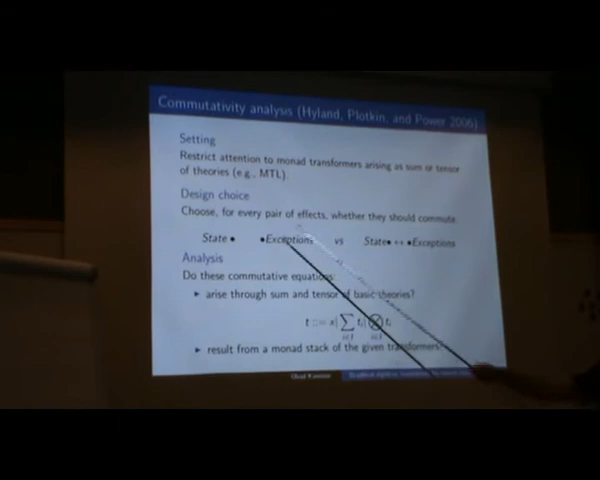 Commutativity analysis (Hyland, Plotkin, and Power 2006)
Setting
Restrict attention to monad transformers arising as sum or tensor
of theories (e.g., MTL).
Design choice
Choose, for every pair of effects, whether they should commute.
State • •Exceptions vs State• ↔ •Exceptions
Analysis
Do these commutative equations:
▶ arise through sum and tensor of basic theories?
t ::= x| ∑ tᵢ| ⨂ tᵢ
i∈I i∈I
▶ result from a monad stack of the given transformers?
Ohad Kammar